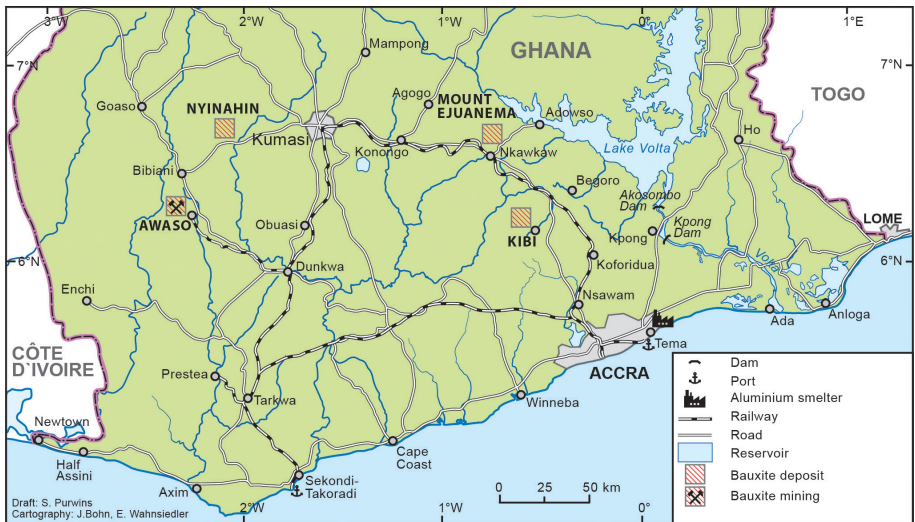 3°W
2°W
1°W
0°
1°E
7°N
Mampong
GHANA
7°N
TOGO
Goaso
NYINAHIN
Agogo
MOUNT
EJUANEMA
Adowso
Kumasi
Konongo
Nkawkaw
Lake Volta
Ho
Bibiani
Begoro
Akosombo
Dam
AWASO
Obuasi
KIBI
Kpong
Kpong
Dam
LOME
6°N
Dunkwa
Koforidua
Volta
6°N
Enchi
Nsawam
Ada
Anloga
CÔTE
D`IVOIRE
Prestea
Tarkwa
ACCRA
Tema
Winneba
Newtown
Half
Assini
Axim
Sekondi-
Takoradi
Cape
Coast
0 25 50 km
Dam
Port
Aluminium smelter
Railway
Road
Reservoir
Bauxite deposit
Bauxite mining
Draft: S. Purwins
Cartography: J.Bohn, E. Wahnsiedler
2°W
1°W
0°
1°E